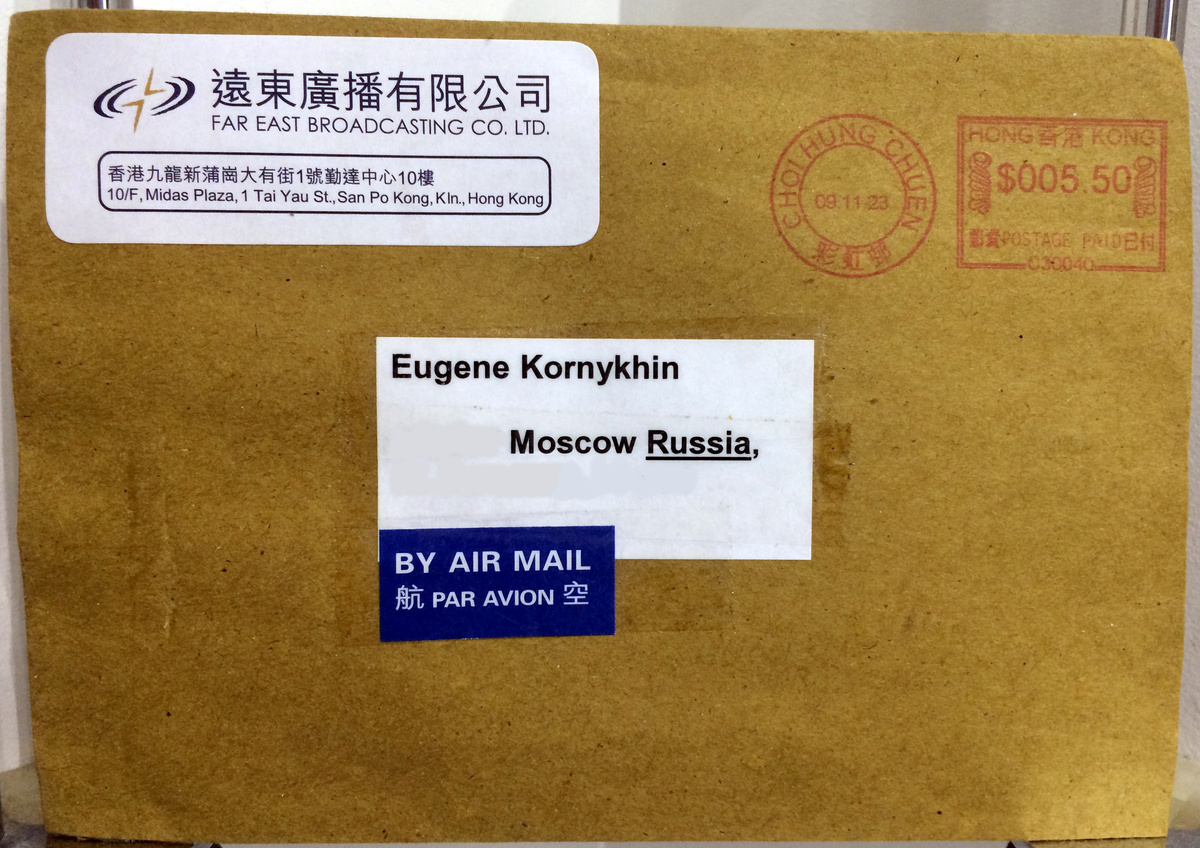 遠東廣播有限公司
FAR EAST BROADCASTING CO. LTD.
香港九龍新蒲崗大有街1號勤達中心10樓
10/F, Midas Plaza, 1 Tai Yau St., San Po Kong, Kln., Hong Kong
CHOI HUNG CHUEN
09.11.23
彩虹邨
HONG 香港 KONG
$005.50
郵資 POSTAGE PAID 已付
030040
Eugene Kornykhin
Moscow Russia,
BY AIR MAIL
航 PAR AVION 空